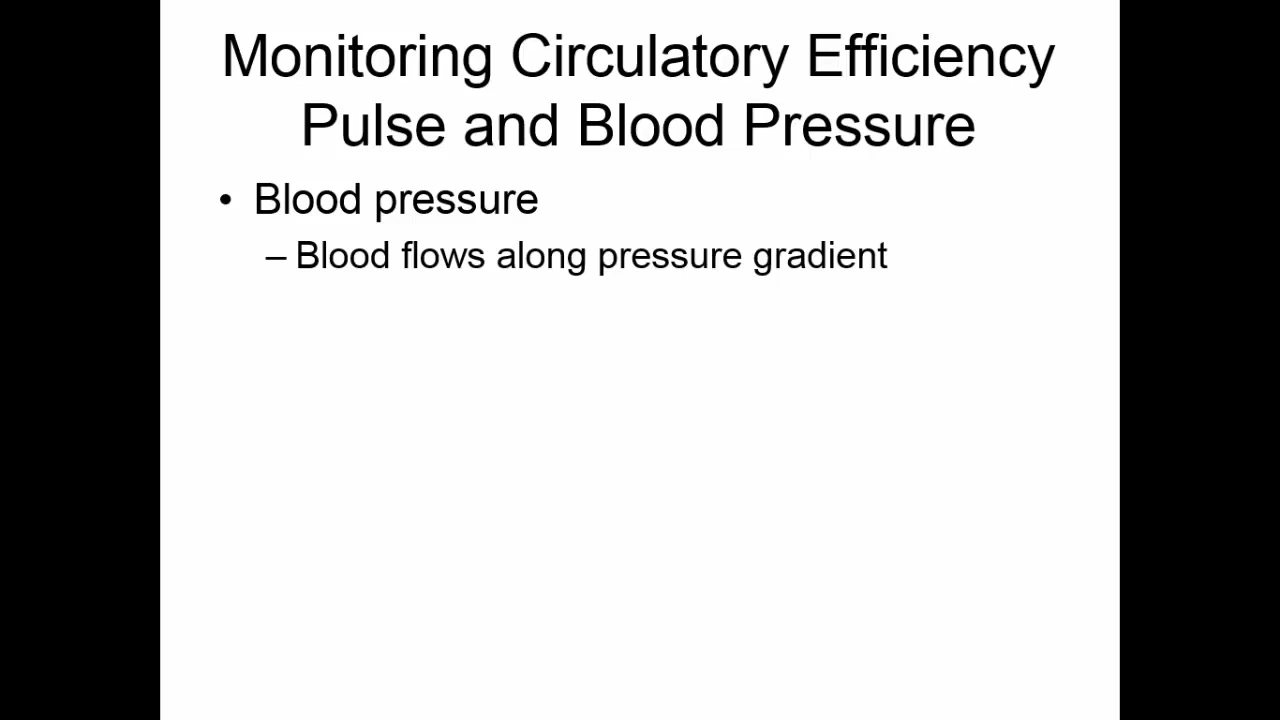 Monitoring Circulatory Efficiency
Pulse and Blood Pressure
• Blood pressure
– Blood flows along pressure gradient